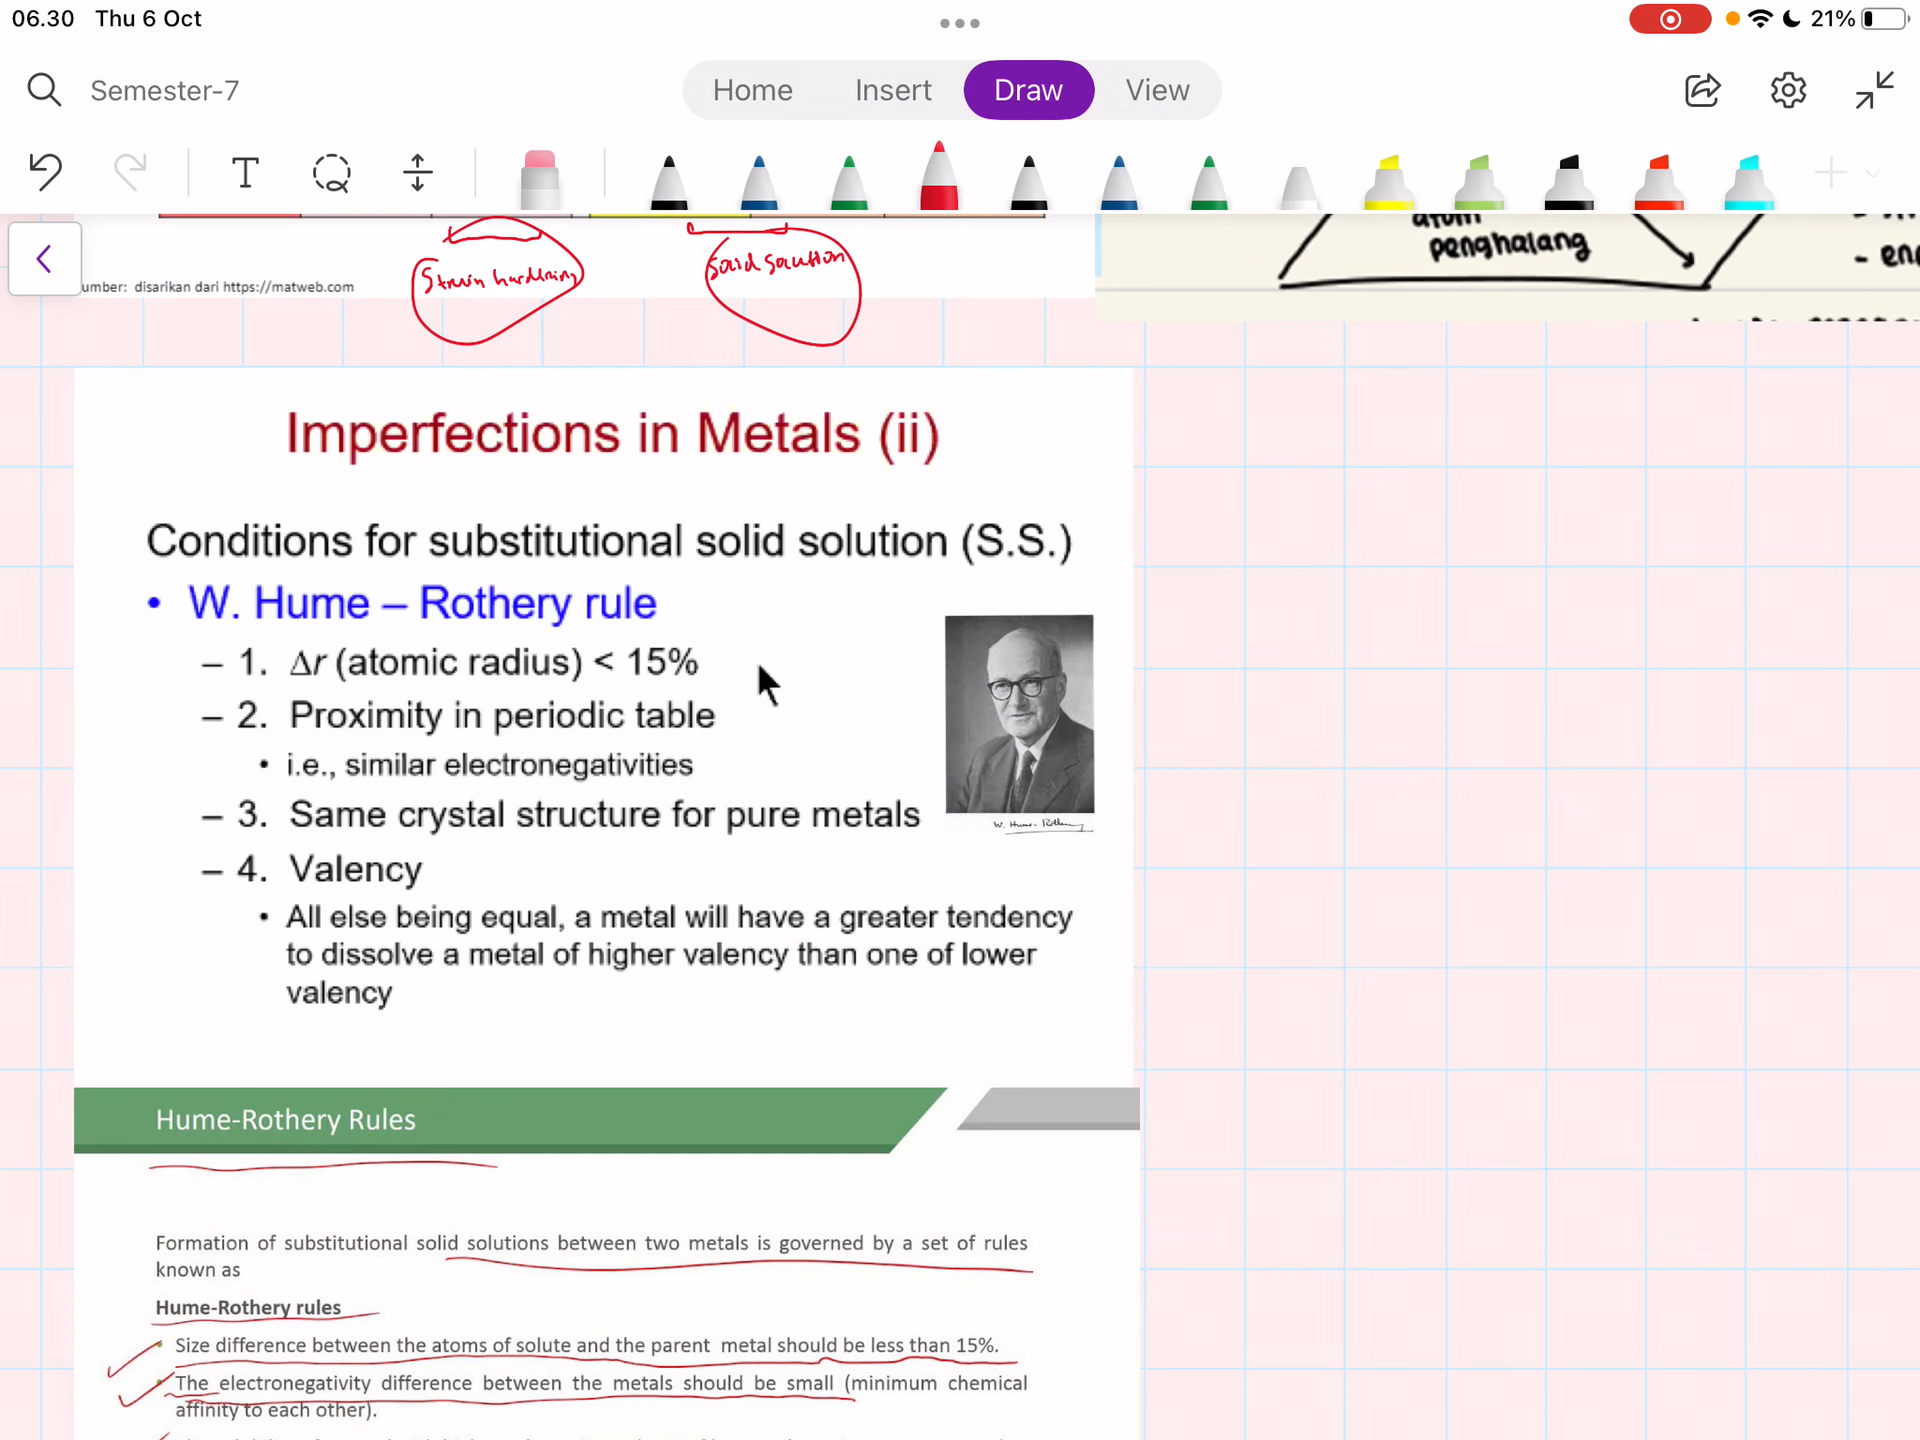 06.30 Thu 6 Oct
21%
Semester-7
Home Insert Draw View
T
umber: disarikan dari https://matweb.com
Strain hardening
Solid solution
atom
penghalang
Imperfections in Metals (ii)
Conditions for substitutional solid solution (S.S.)
• W. Hume – Rothery rule
– 1. Δr (atomic radius) < 15%
– 2. Proximity in periodic table
• i.e., similar electronegativities
– 3. Same crystal structure for pure metals
W. Hume-Rothery
– 4. Valency
• All else being equal, a metal will have a greater tendency
to dissolve a metal of higher valency than one of lower
valency
Hume-Rothery Rules
Formation of substitutional solid solutions between two metals is governed by a set of rules
known as
Hume-Rothery rules
• Size difference between the atoms of solute and the parent metal should be less than 15%.
• The electronegativity difference between the metals should be small (minimum chemical
affinity to each other).